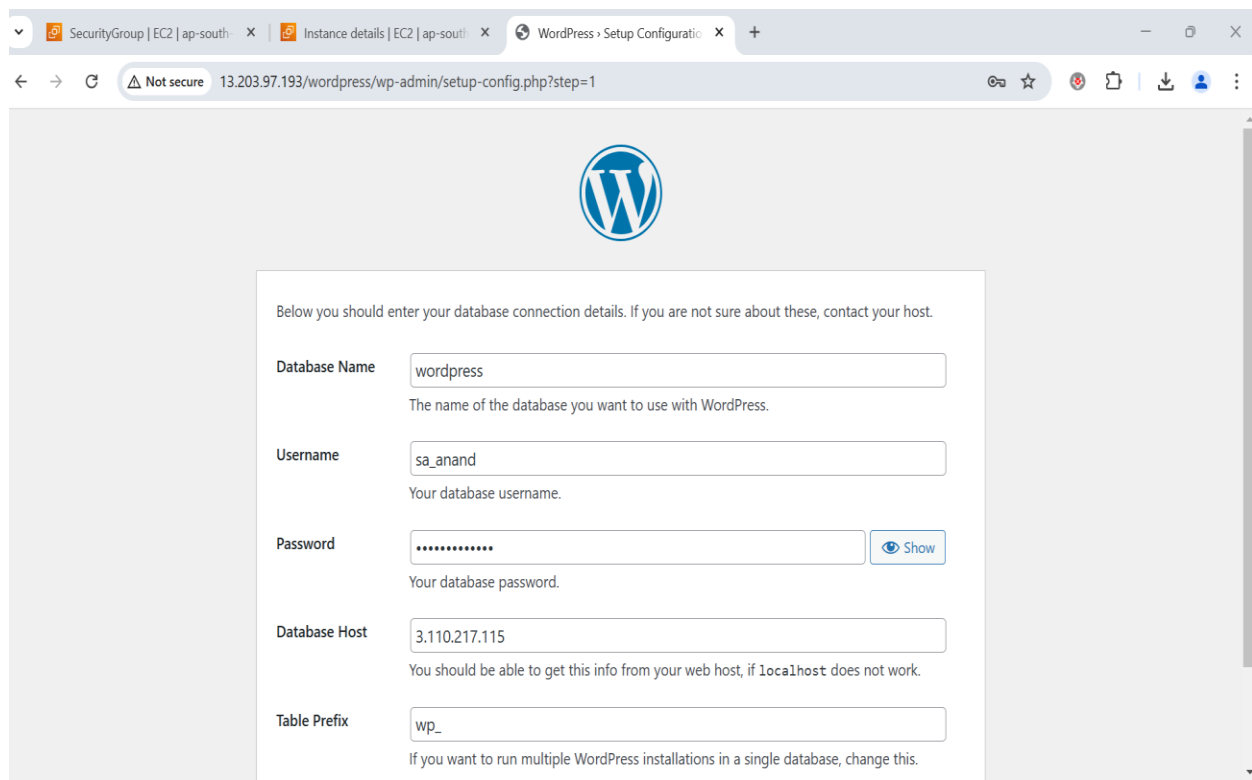 SecurityGroup | EC2 | ap-south-
Instance details | EC2 | ap-south
WordPress › Setup Configuratio
Not secure
13.203.97.193/wordpress/wp-admin/setup-config.php?step=1
Below you should enter your database connection details. If you are not sure about these, contact your host.
Database Name
wordpress
The name of the database you want to use with WordPress.
Username
sa_anand
Your database username.
Password
•••••••••••••
Show
Your database password.
Database Host
3.110.217.115
You should be able to get this info from your web host, if localhost does not work.
Table Prefix
wp_
If you want to run multiple WordPress installations in a single database, change this.